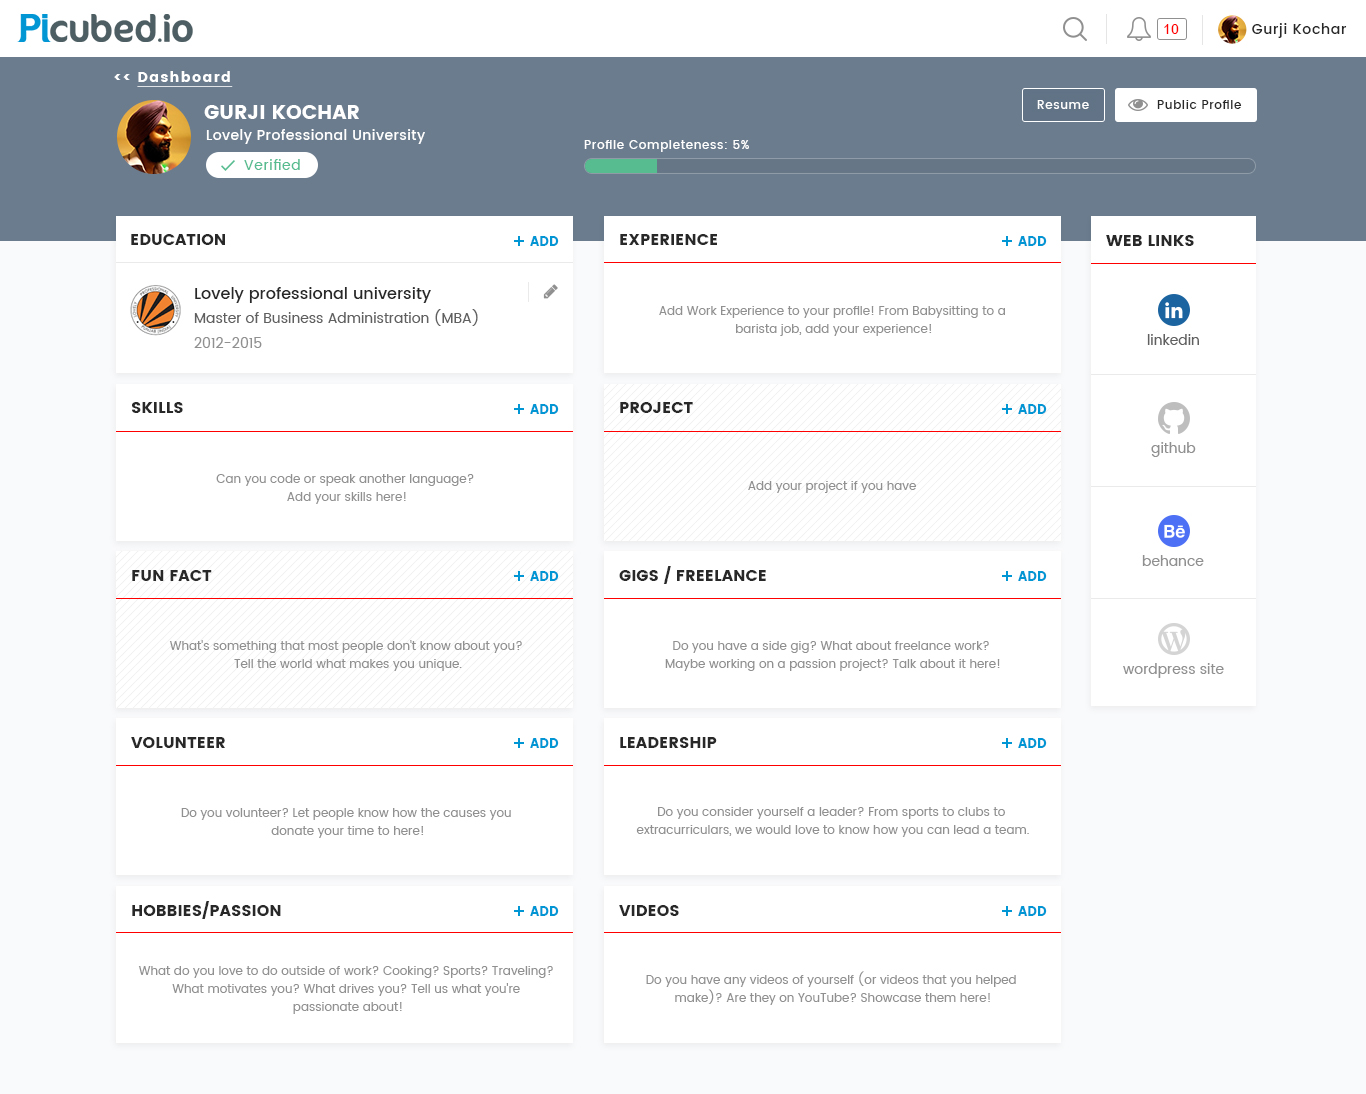 Picubed.io
10
Gurji Kochar
<< Dashboard
GURJI KOCHAR
Lovely Professional University
Verified
Resume
Public Profile
Profile Completeness: 5%
EDUCATION
+ ADD
Lovely professional university
Master of Business Administration (MBA)
2012-2015
EXPERIENCE
+ ADD
Add Work Experience to your profile! From Babysitting to a
barista job, add your experience!
WEB LINKS
in
linkedin
github
Bē
behance
W
wordpress site
SKILLS
+ ADD
Can you code or speak another language?
Add your skills here!
PROJECT
+ ADD
Add your project if you have
FUN FACT
+ ADD
What's something that most people don't know about you?
Tell the world what makes you unique.
GIGS / FREELANCE
+ ADD
Do you have a side gig? What about freelance work?
Maybe working on a passion project? Talk about it here!
VOLUNTEER
+ ADD
Do you volunteer? Let people know how the causes you
donate your time to here!
LEADERSHIP
+ ADD
Do you consider yourself a leader? From sports to clubs to
extracurriculars, we would love to know how you can lead a team.
HOBBIES/PASSION
+ ADD
What do you love to do outside of work? Cooking? Sports? Traveling?
What motivates you? What drives you? Tell us what you're
passionate about!
VIDEOS
+ ADD
Do you have any videos of yourself (or videos that you helped
make)? Are they on YouTube? Showcase them here!